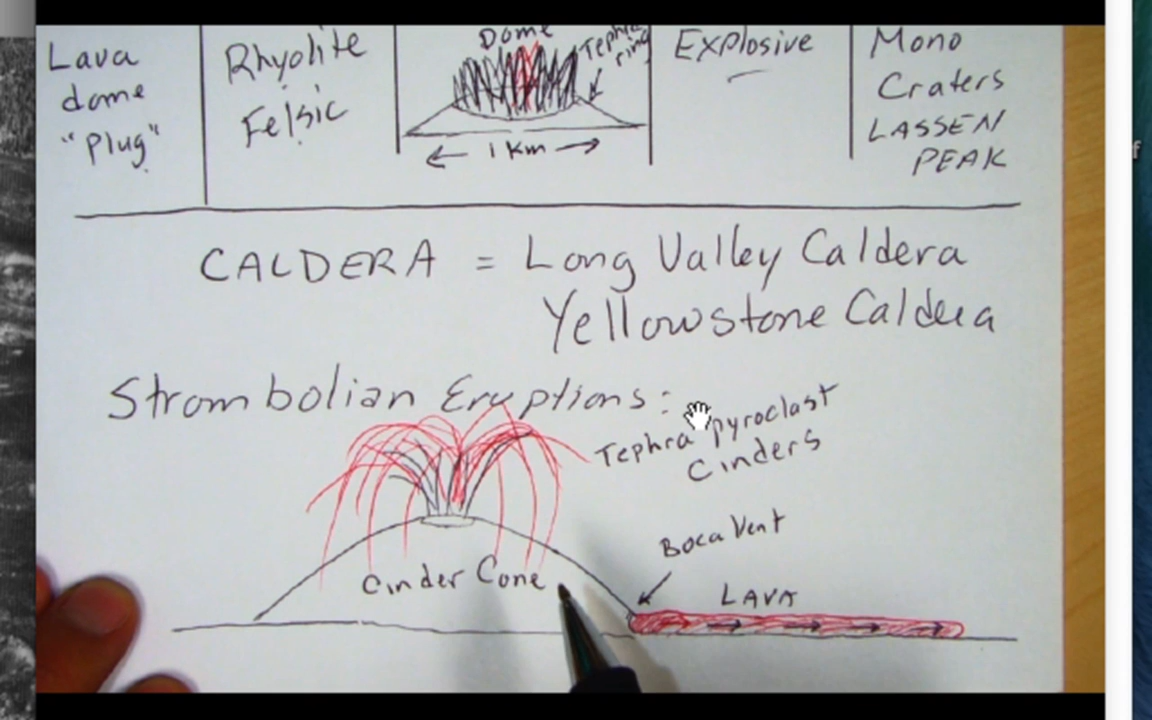 Lava
dome
"Plug"
Rhyolite
Felsic
Dome
Tephra
ring
← 1 Km →
Explosive
Mono
Craters
LASSEN
PEAK
CALDERA = Long Valley Caldera
Yellowstone Caldera
Strombolian Eruptions:
Tephra pyroclast
Cinders
Boca Vent
Cinder Cone
LAVA
f